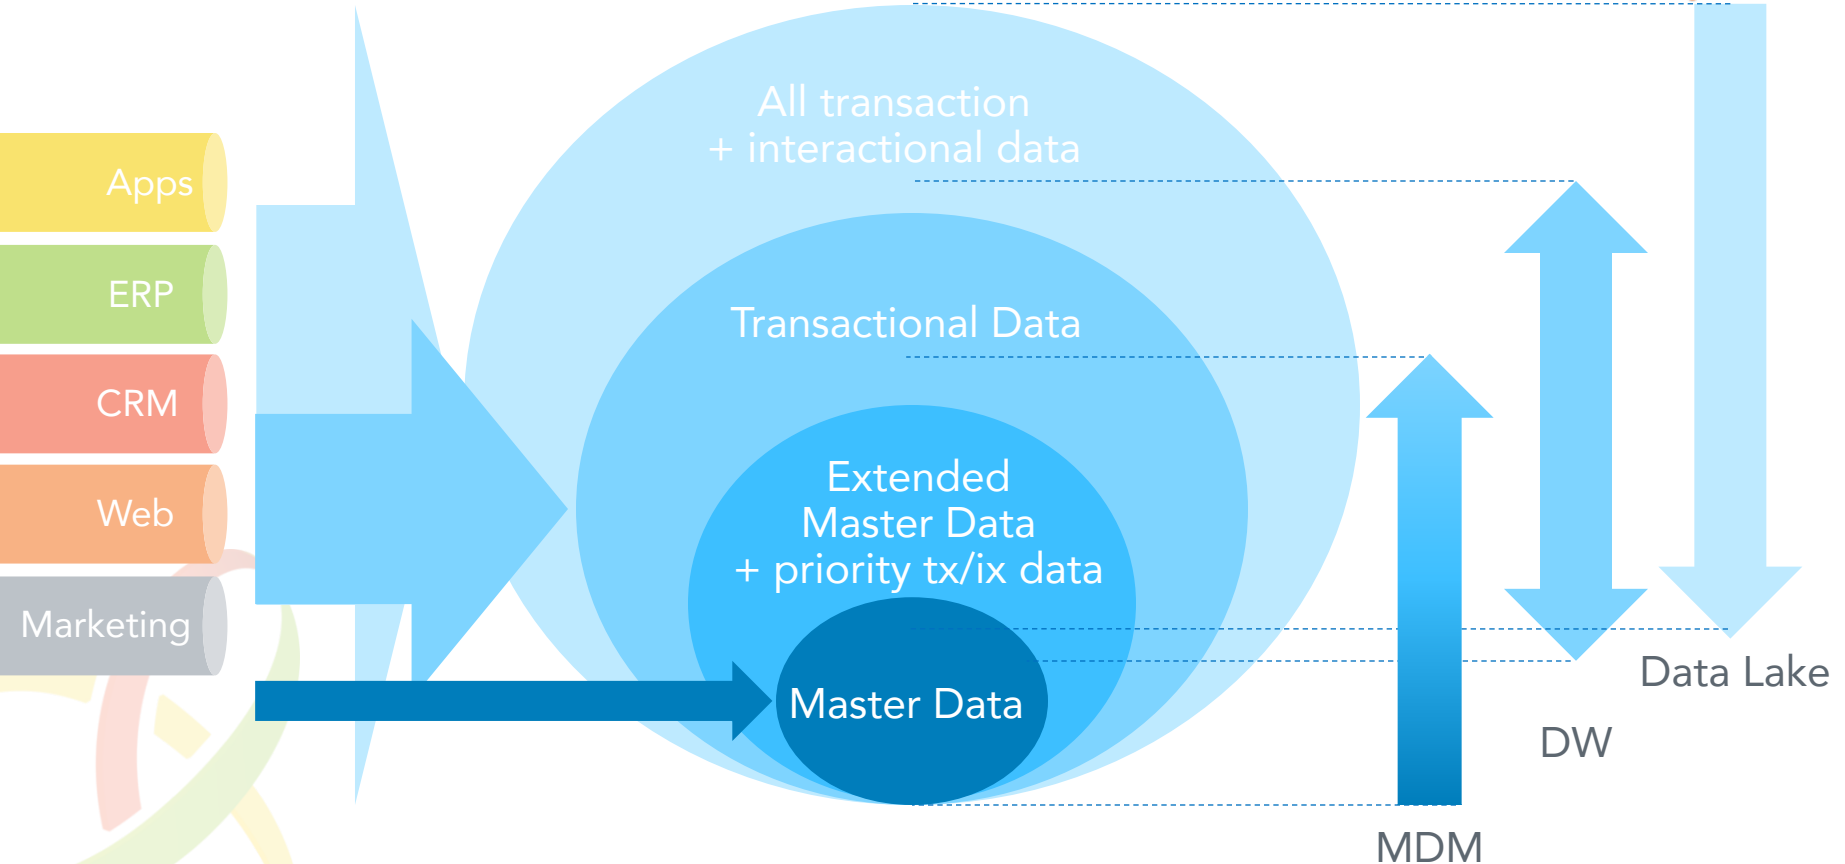 Apps
ERP
CRM
Web
Marketing
All transaction
+ interactional data
Transactional Data
Extended
Master Data
+ priority tx/ix data
Master Data
Data Lake
DW
MDM